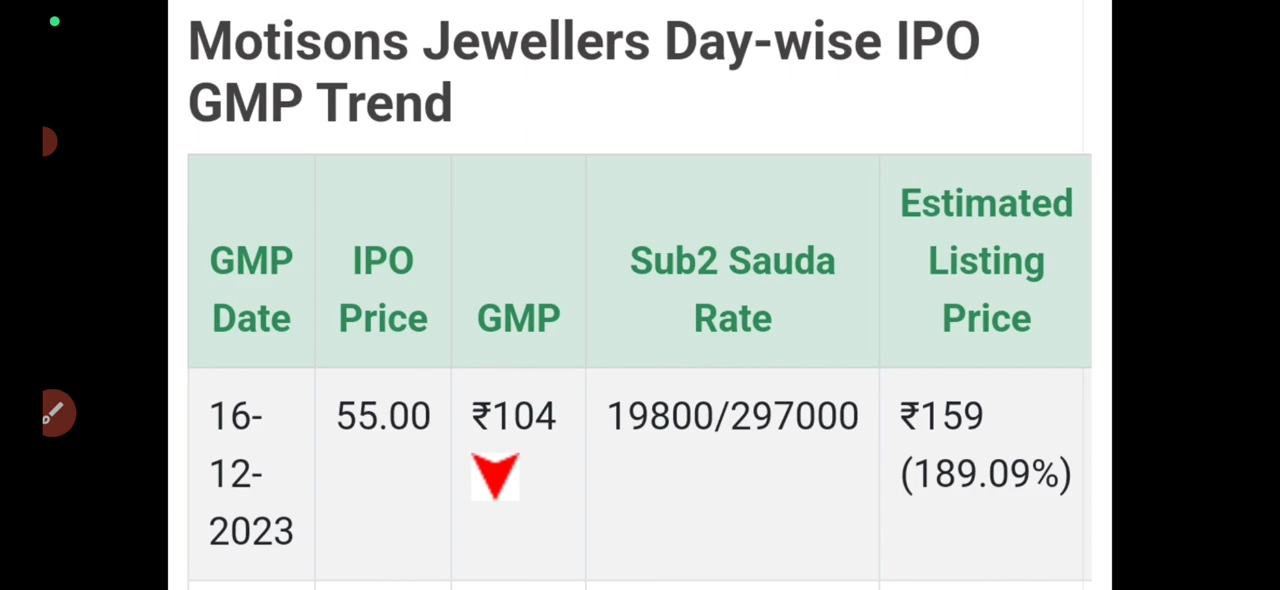 Motisons Jewellers Day-wise IPO
GMP Trend
GMP Date
IPO Price
GMP
Sub2 Sauda Rate
Estimated Listing Price
16-12-2023
55.00
₹104
19800/297000
₹159 (189.09%)